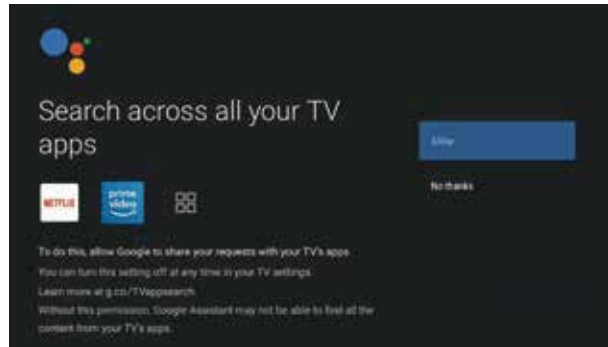 Search across all your TV
apps
NETFLIX
prime
video
To do this, allow Google to share your requests with your TV's apps
You can turn this setting off at any time in your TV settings.
Learn more at g.co/TVappsearch
Without this permission, Google Assistant may not be able to find all the
content from your TV's apps.
Allow
No thanks